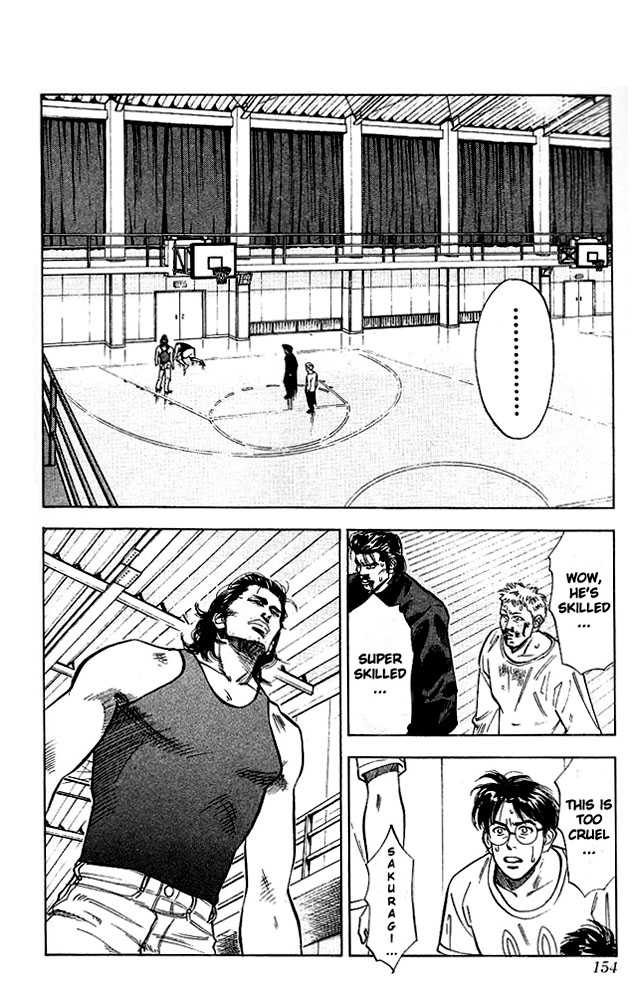 ...........
WOW,
HE'S
SKILLED
...
SUPER
SKILLED
...
THIS IS
TOO
CRUEL
...
SAKURAGI...
154